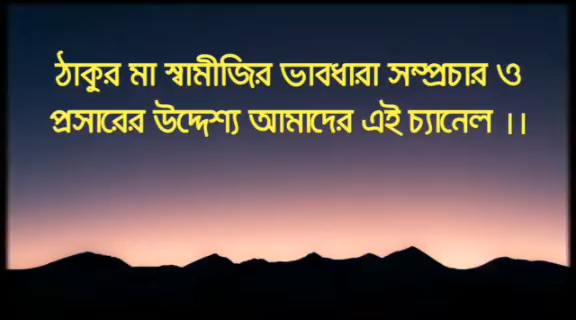 ঠাকুর মা স্বামীজির ভাবধারা সম্প্রচার ও
প্রসারের উদ্দেশ্য আমাদের এই চ্যানেল ।।